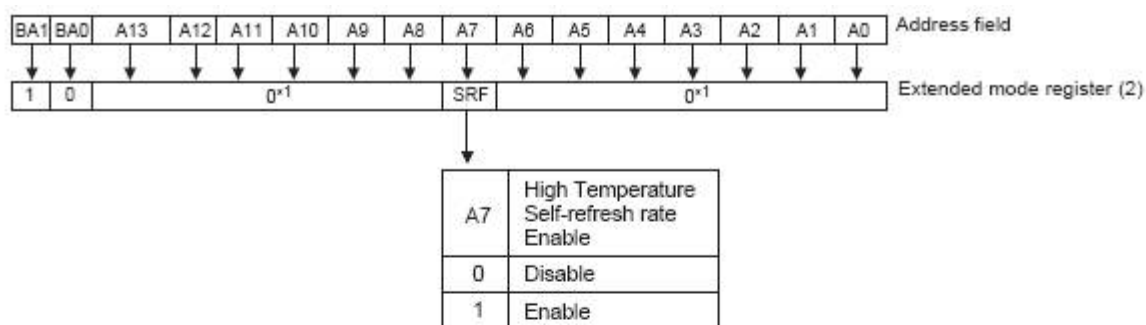 BA1 BA0 A13 A12 A11 A10 A9 A8 A7 A6 A5 A4 A3 A2 A1 A0 Address field
1 0 0*1 SRF 0*1 Extended mode register (2)
A7 High Temperature
Self-refresh rate
Enable
0 Disable
1 Enable